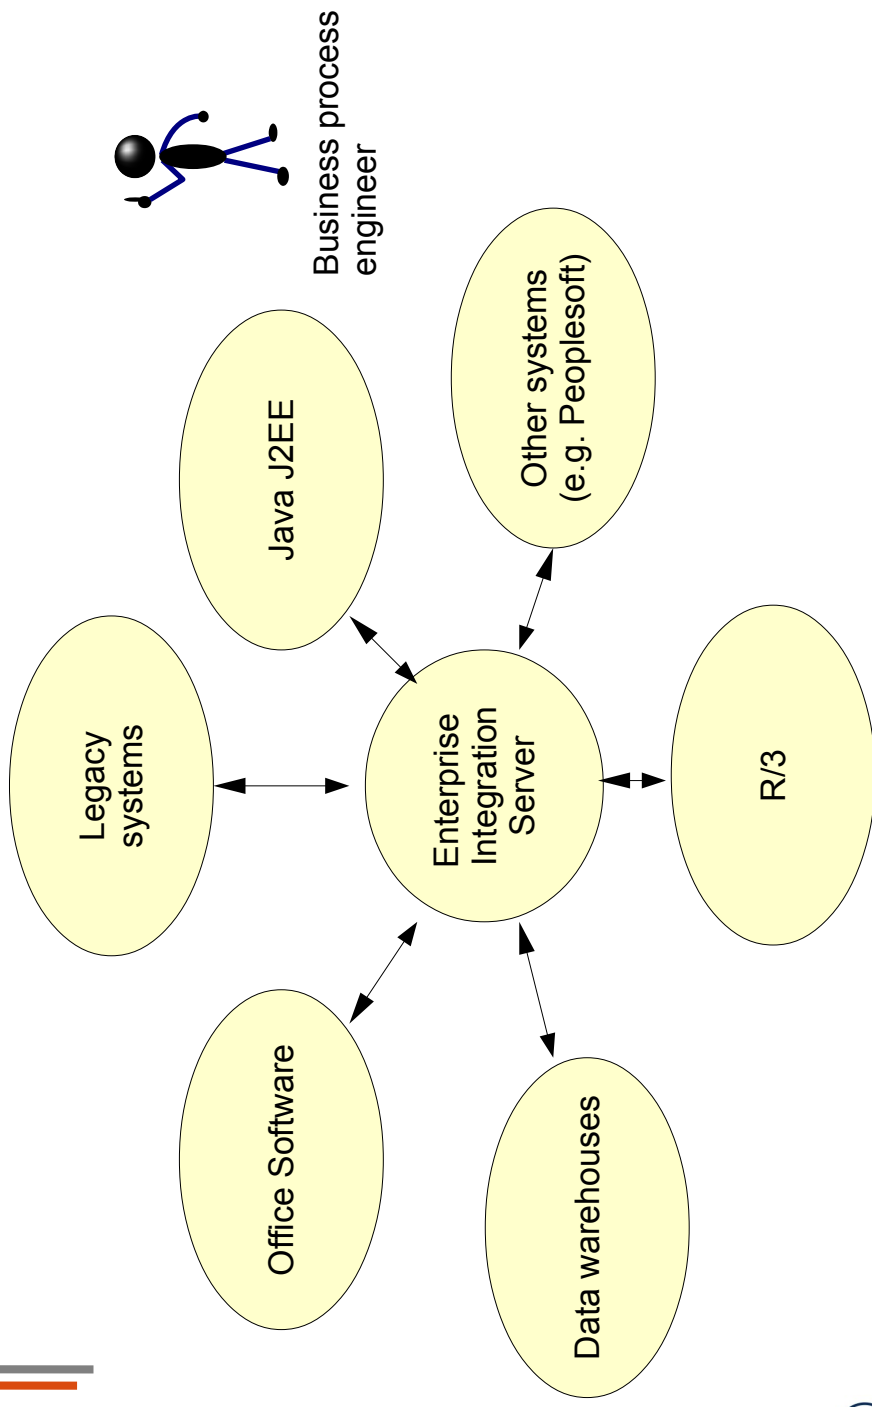 Legacy
systems
Office Software
Java J2EE
Business process
engineer
Enterprise
Integration
Server
Data warehouses
Other systems
(e.g. Peoplesoft)
R/3